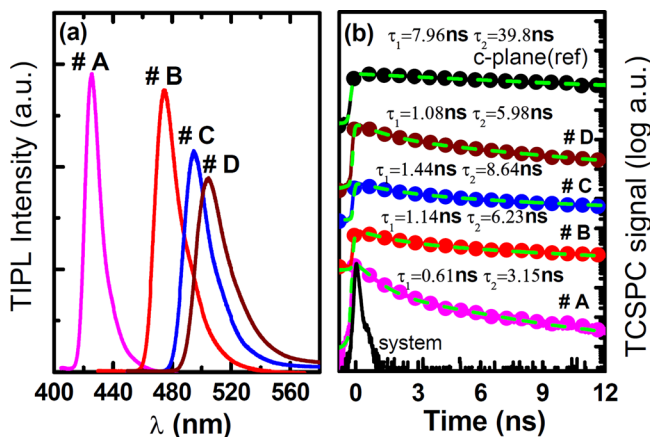 (a)
# A
# B
# C
# D
TIPL Intensity (a.u.)
400 440 480 520 560
λ (nm)
(b)
τ1=7.96ns τ2=39.8ns
c-plane(ref)
τ1=1.08ns τ2=5.98ns
# D
τ1=1.44ns τ2=8.64ns
# C
τ1=1.14ns τ2=6.23ns
# B
τ1=0.61ns τ2=3.15ns
# A
system
TCSPC signal (log a.u.)
0 3 6 9 12
Time (ns)